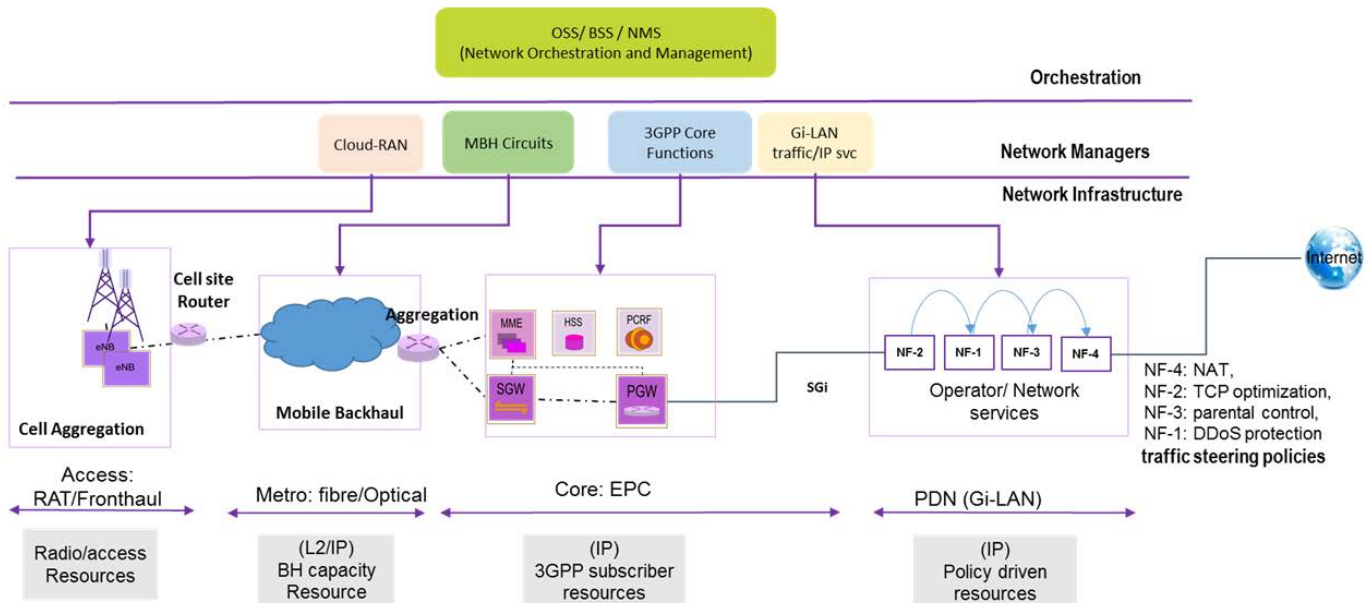 OSS/ BSS / NMS
(Network Orchestration and Management)
Orchestration
Cloud-RAN
MBH Circuits
3GPP Core
Functions
Gi-LAN
traffic/IP svc
Network Managers
Network Infrastructure
Cell site
Router
eNB
eNB
Cell Aggregation
Aggregation
Mobile Backhaul
MME
HSS
PCRF
SGW
PGW
SGi
NF-2
NF-1
NF-3
NF-4
Operator/ Network
services
Internet
NF-4: NAT,
NF-2: TCP optimization,
NF-3: parental control,
NF-1: DDoS protection
traffic steering policies
Access:
RAT/Fronthaul
Metro: fibre/Optical
Core: EPC
PDN (Gi-LAN)
Radio/access
Resources
(L2/IP)
BH capacity
Resource
(IP)
3GPP subscriber
resources
(IP)
Policy driven
resources